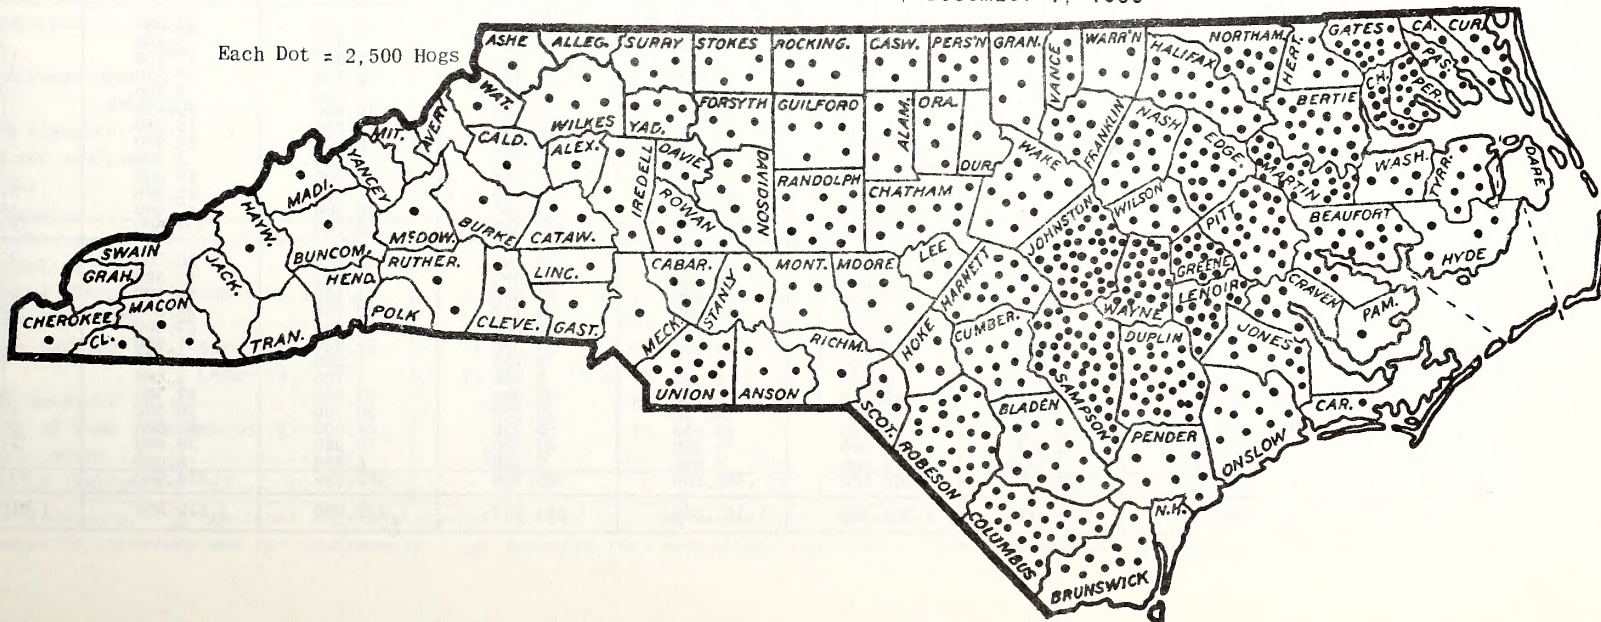 Each Dot = 2,500 Hogs
ASHE ALLEG. SURRY STOKES ROCKING. CASW. PERS'N GRAN. VANCE WARR'N HALIFAX NORTHAM. HERT. GATES CA. CUR.
WAT. WILKES YAD. FORSYTH GUILFORD ALAM. ORA. DUR. FRANKLIN NASH EDGE. BERTIE CH. PER. PAS.
MIT. AVERY CALD. ALEX. IREDELL DAVIE DAVIDSON RANDOLPH CHATHAM WAKE WILSON MARTIN WASH. TYRR. DARE
MADI. YANCEY McDOW. BURKE CATAW. ROWAN JOHNSTON PITT BEAUFORT HYDE
SWAIN HAYW. BUNCOM. RUTHER. LINC. CABAR. STANLY MONT. MOORE LEE HARNETT WAYNE GREENE LENOIR CRAVEN PAM.
GRAH. JACK. HEND. POLK CLEVE. GAST. MECK. RICHM. HOKE CUMBER. SAMPSON DUPLIN JONES
CHEROKEE CL. MACON TRAN. UNION ANSON SCOT. ROBESON BLADEN PENDER ONSLOW CAR.
COLUMBUS BRUNSWICK N.H.